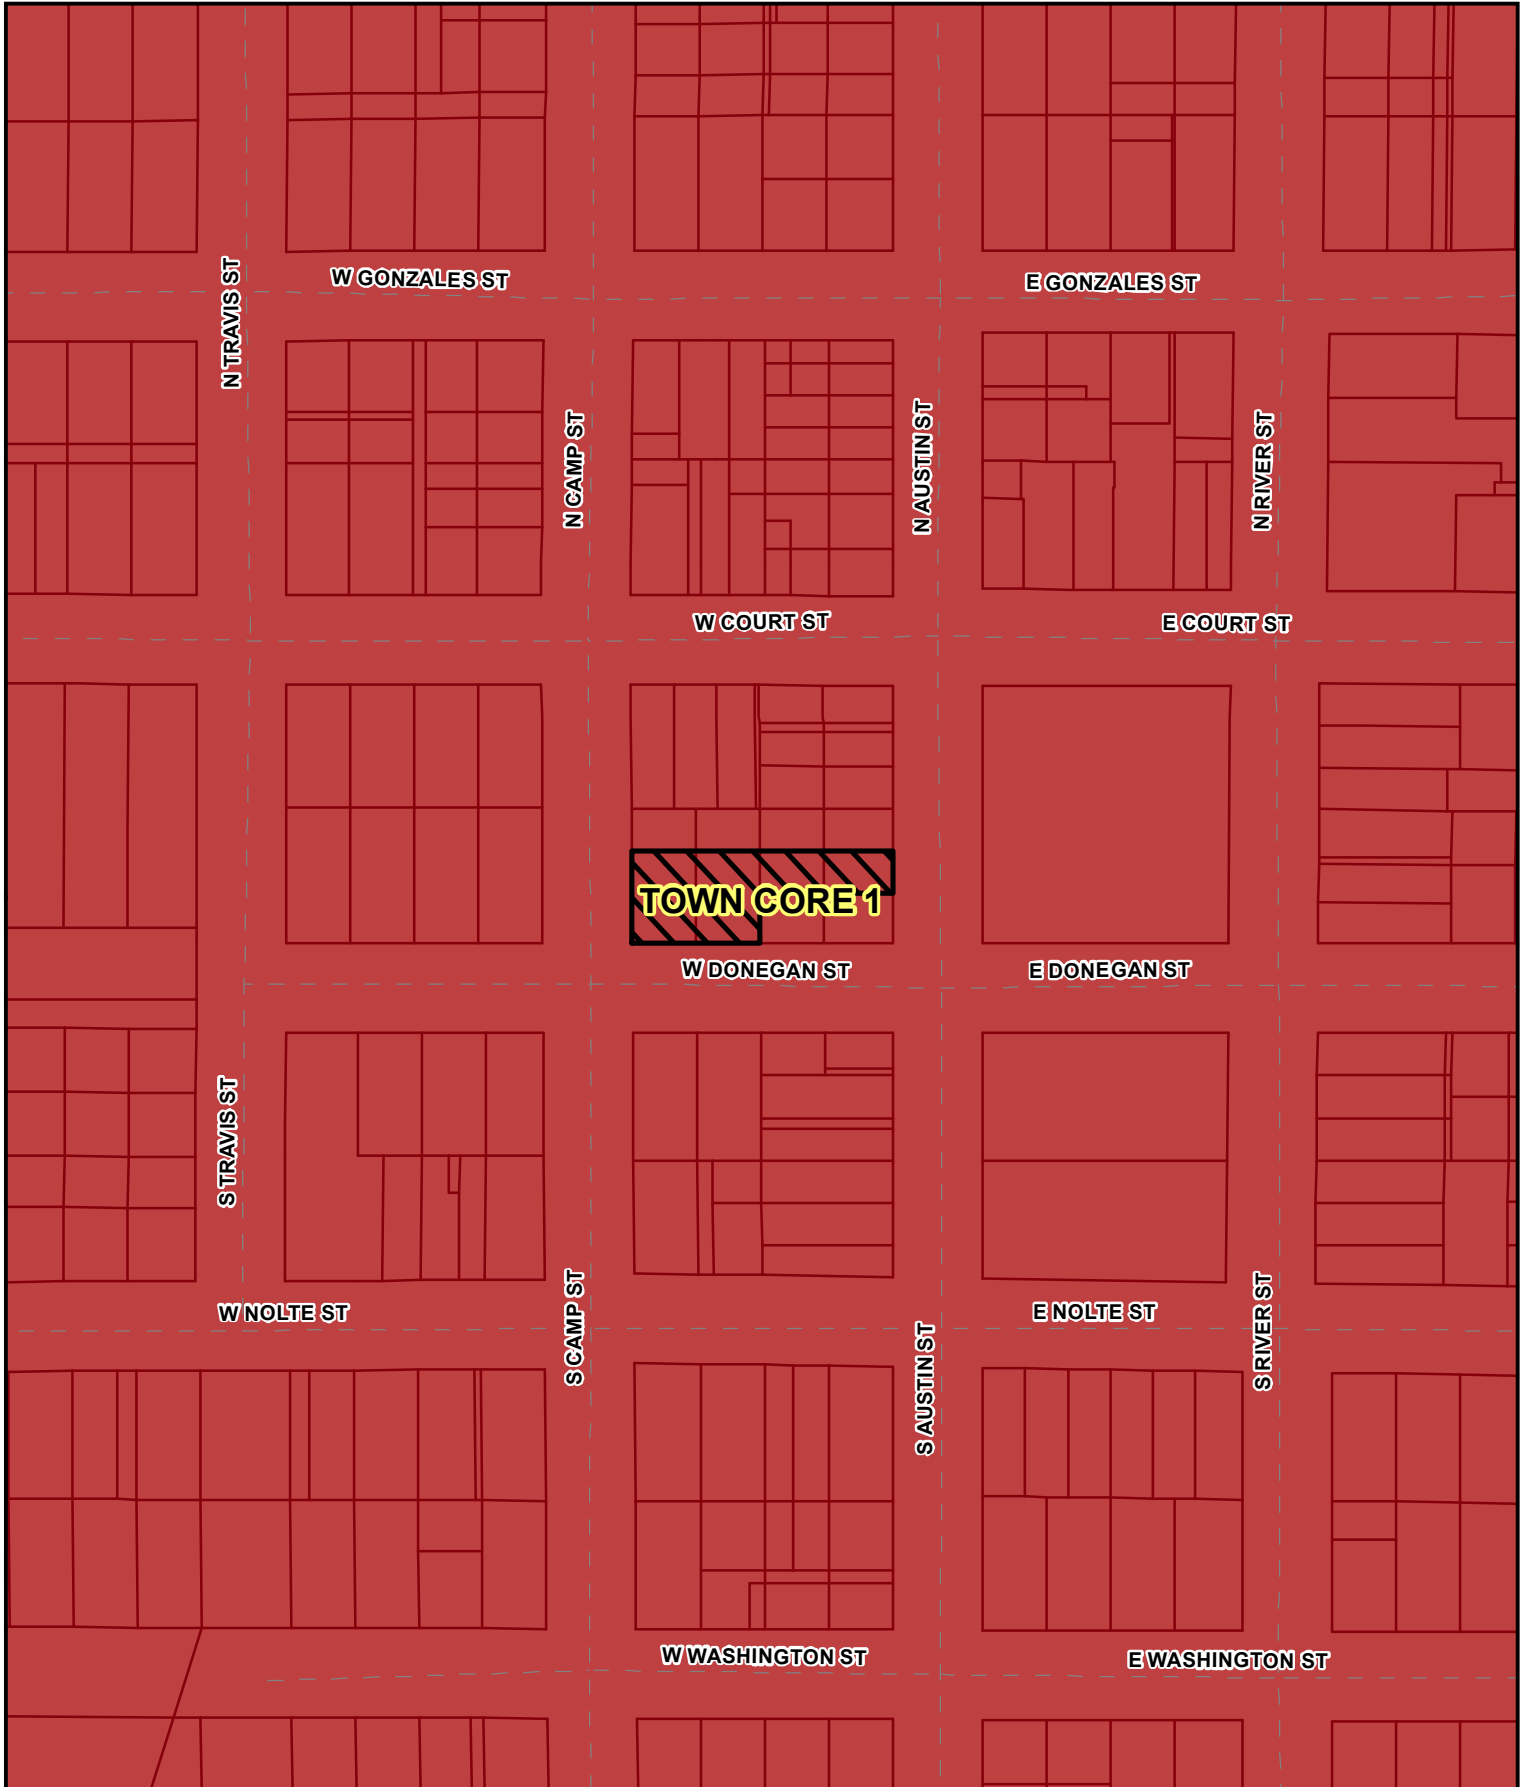 W GONZALES ST
E GONZALES ST
N TRAVIS ST
N CAMP ST
N AUSTIN ST
N RIVER ST
W COURT ST
E COURT ST
TOWN CORE 1
W DONEGAN ST
E DONEGAN ST
S TRAVIS ST
W NOLTE ST
E NOLTE ST
S CAMP ST
S AUSTIN ST
S RIVER ST
W WASHINGTON ST
E WASHINGTON ST